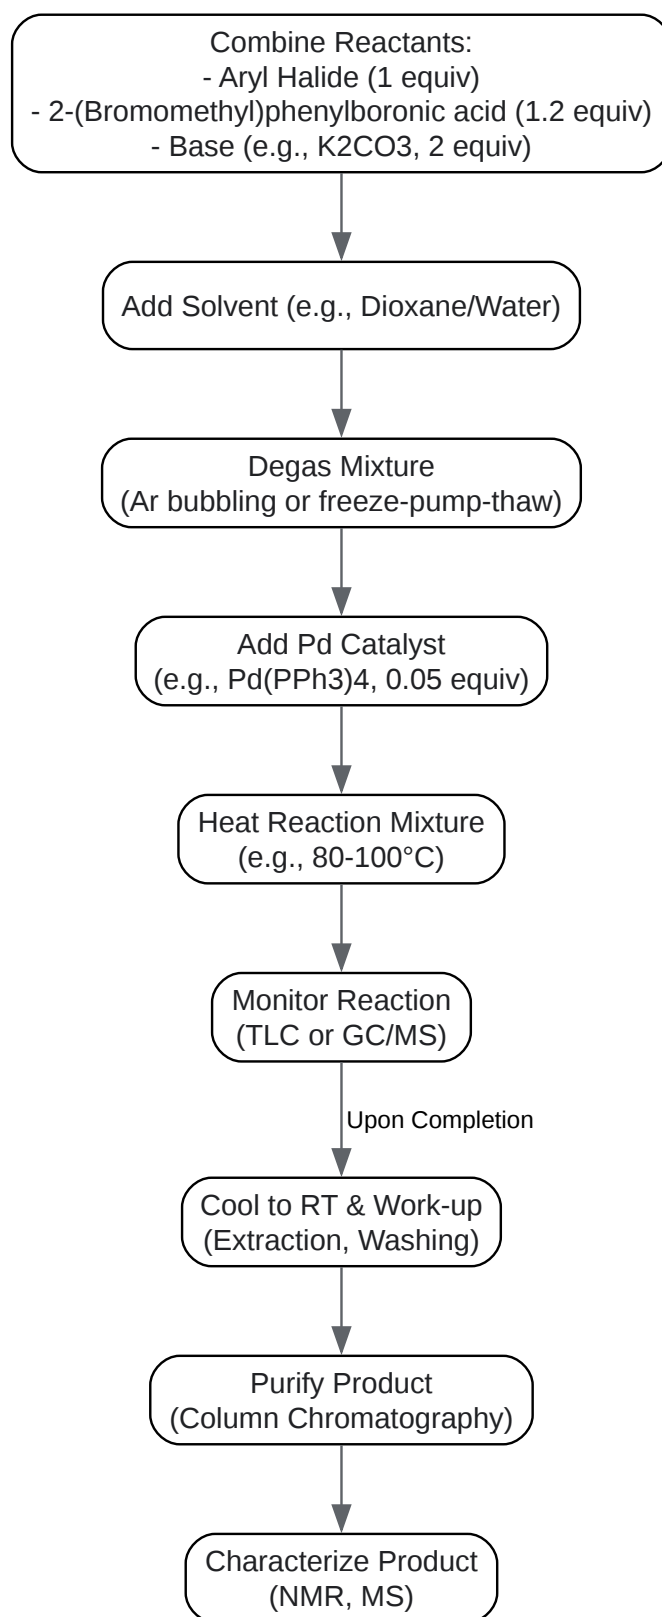 Combine Reactants:
- Aryl Halide (1 equiv)
- 2-(Bromomethyl)phenylboronic acid (1.2 equiv)
- Base (e.g., K2CO3, 2 equiv)
Add Solvent (e.g., Dioxane/Water)
Degas Mixture
(Ar bubbling or freeze-pump-thaw)
Add Pd Catalyst
(e.g., Pd(PPh3)4, 0.05 equiv)
Heat Reaction Mixture
(e.g., 80-100°C)
Monitor Reaction
(TLC or GC/MS)
Upon Completion
Cool to RT & Work-up
(Extraction, Washing)
Purify Product
(Column Chromatography)
Characterize Product
(NMR, MS)